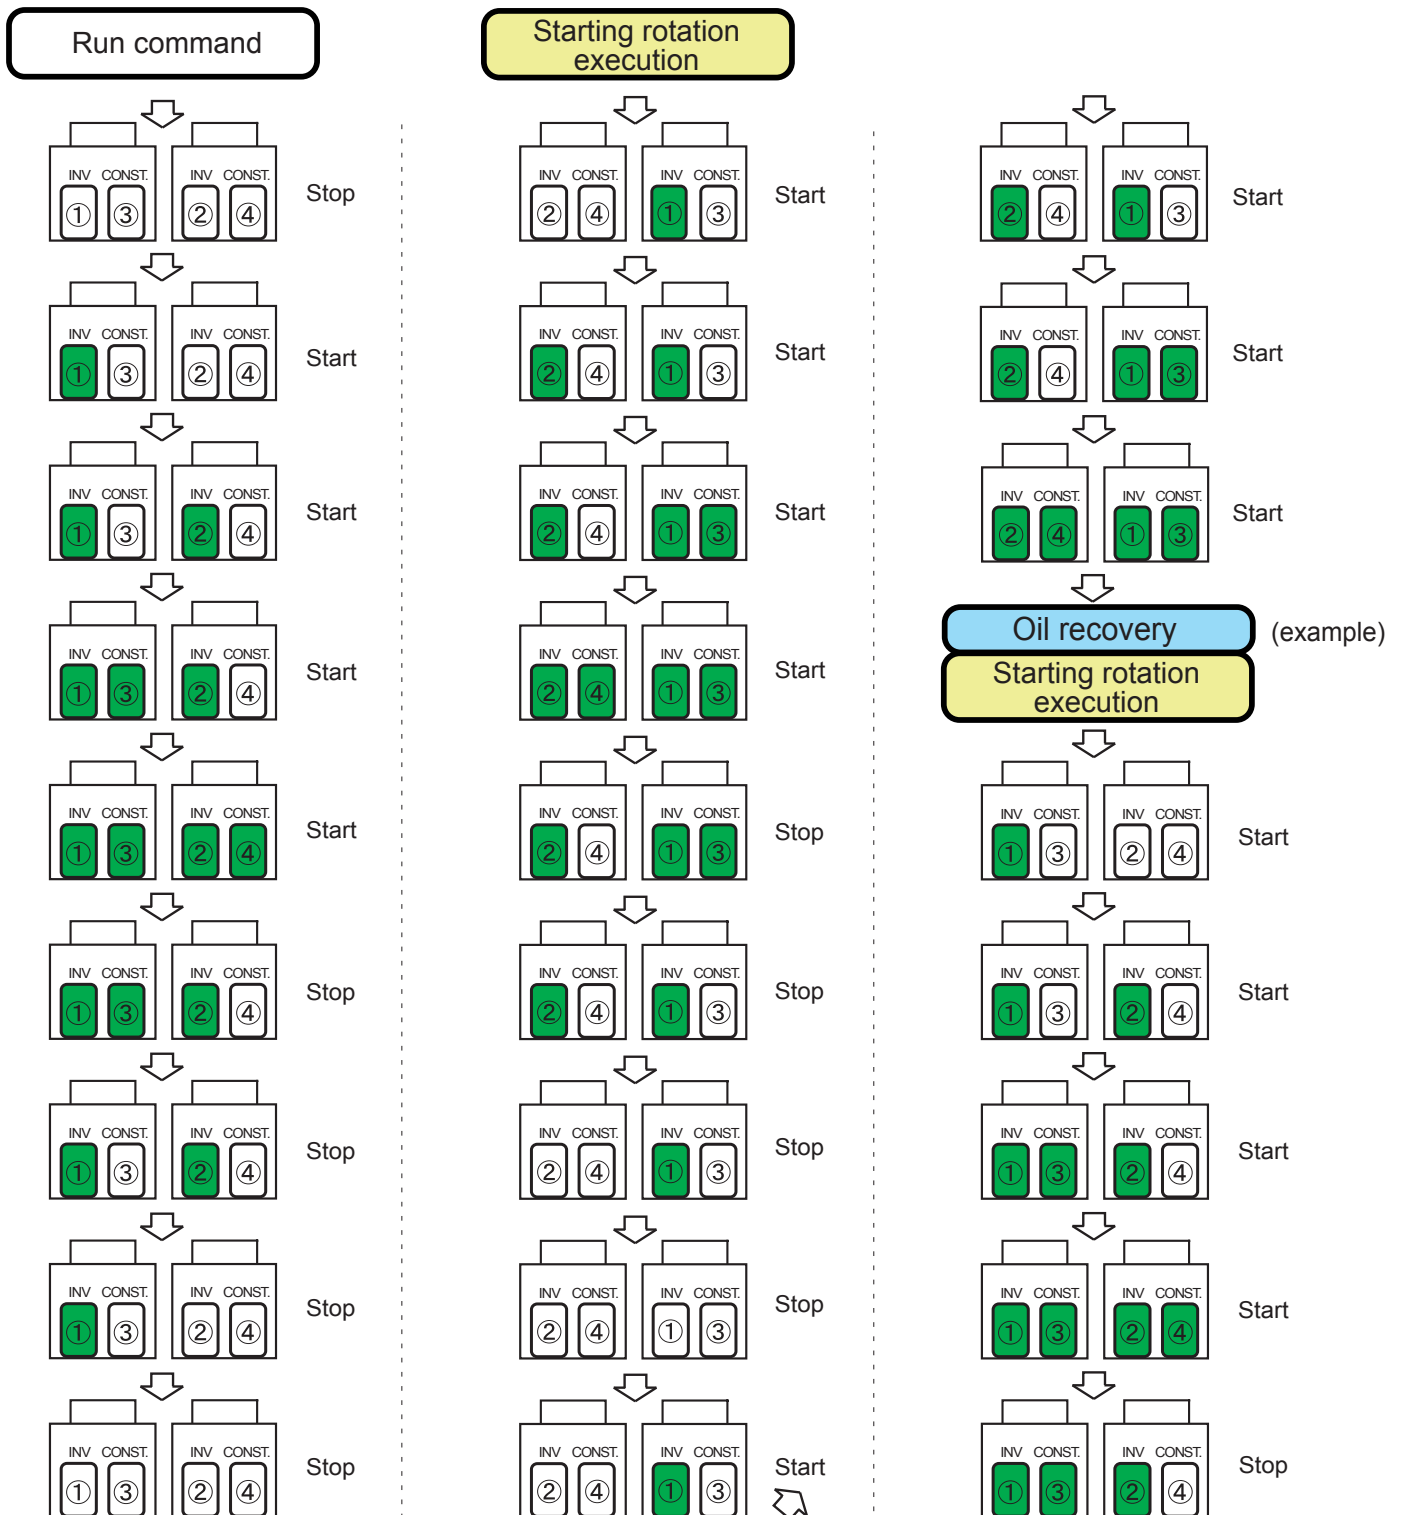 Run command
INV CONST. INV CONST.
① ③ ② ④ Stop
INV CONST. INV CONST.
① ③ ② ④ Start
INV CONST. INV CONST.
① ③ ② ④ Start
INV CONST. INV CONST.
① ③ ② ④ Start
INV CONST. INV CONST.
① ③ ② ④ Start
INV CONST. INV CONST.
① ③ ② ④ Stop
INV CONST. INV CONST.
① ③ ② ④ Stop
INV CONST. INV CONST.
① ③ ② ④ Stop
INV CONST. INV CONST.
① ③ ② ④ Stop
Starting rotation
execution
INV CONST. INV CONST.
② ④ ① ③ Start
INV CONST. INV CONST.
② ④ ① ③ Start
INV CONST. INV CONST.
② ④ ① ③ Start
INV CONST. INV CONST.
② ④ ① ③ Start
INV CONST. INV CONST.
② ④ ① ③ Stop
INV CONST. INV CONST.
② ④ ① ③ Stop
INV CONST. INV CONST.
② ④ ① ③ Stop
INV CONST. INV CONST.
② ④ ① ③ Stop
INV CONST. INV CONST.
② ④ ① ③ Start
INV CONST. INV CONST.
② ④ ① ③ Start
INV CONST. INV CONST.
② ④ ① ③ Start
INV CONST. INV CONST.
② ④ ① ③ Start
Oil recovery (example)
Starting rotation
execution
INV CONST. INV CONST.
① ③ ② ④ Start
INV CONST. INV CONST.
① ③ ② ④ Start
INV CONST. INV CONST.
① ③ ② ④ Start
INV CONST. INV CONST.
① ③ ② ④ Start
INV CONST. INV CONST.
① ③ ② ④ Stop